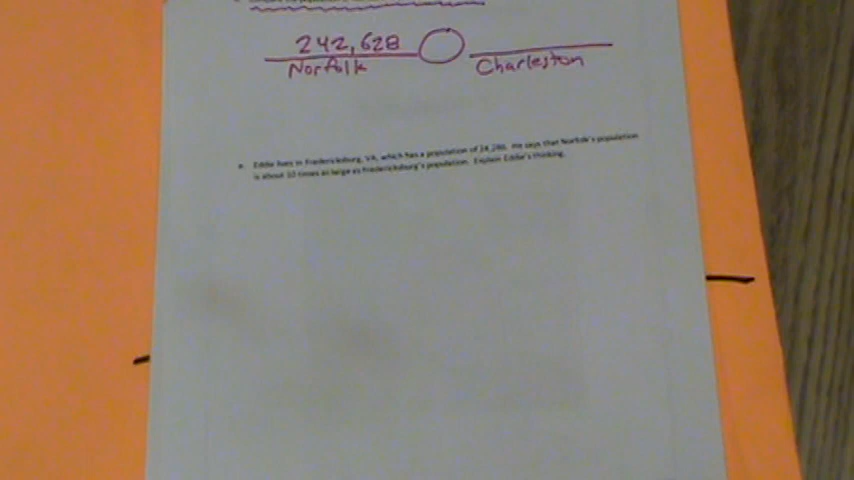 242,628
Norfolk Charleston
e. Eddie lives in Fredericksburg, VA, which has a population of 24,286. He says that Norfolk's population
is about 10 times as large as Fredericksburg's population. Explain Eddie's thinking.